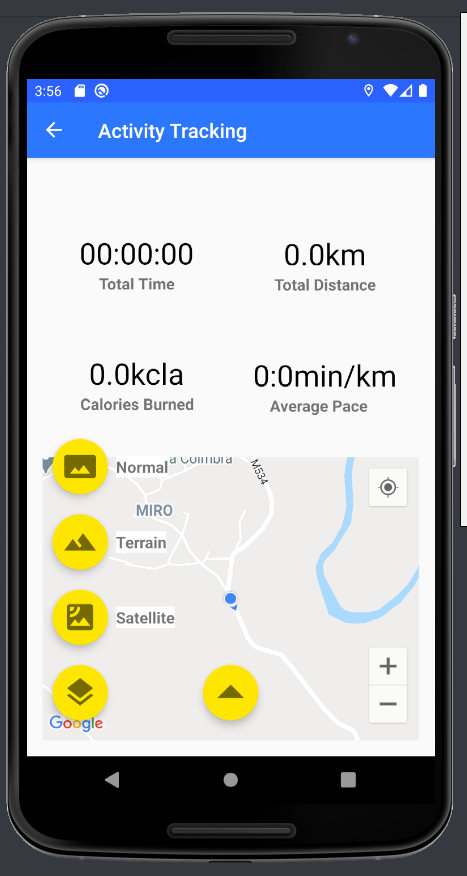 3:56
Activity Tracking
00:00:00
0.0km
Total Time
Total Distance
0.0kcla
0:0min/km
Calories Burned
Average Pace
Normal
a Coimbra
M534
MIRO
Terrain
Satellite
Google